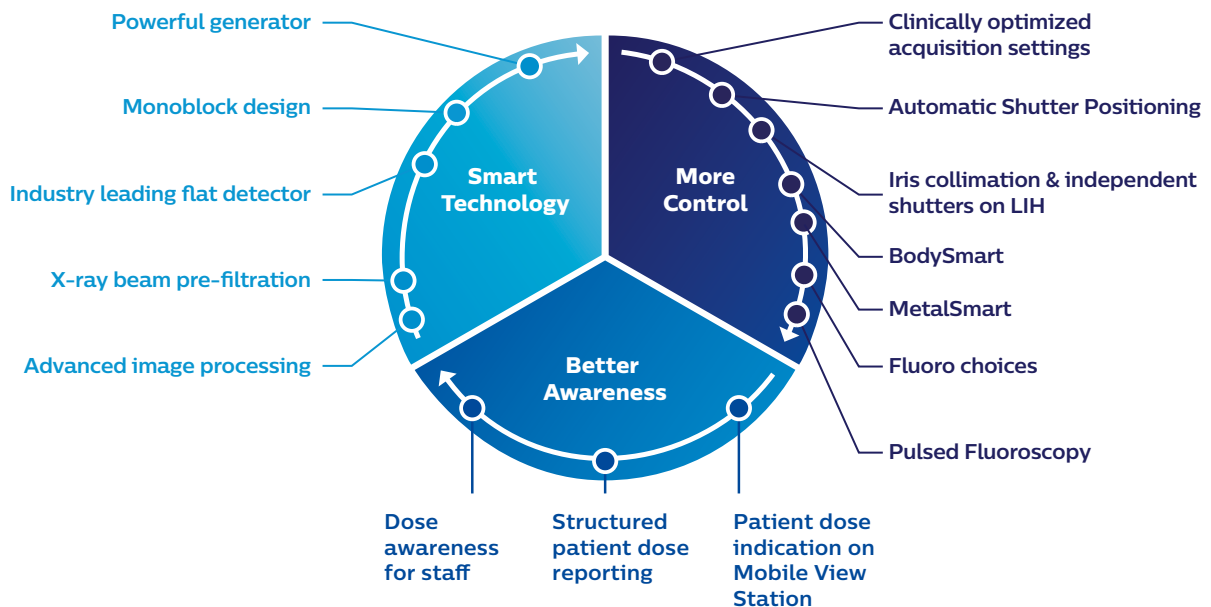 Powerful generator
Monoblock design
Industry leading flat detector
X-ray beam pre-filtration
Advanced image processing
Smart
Technology
More
Control
Better
Awareness
Clinically optimized
acquisition settings
Automatic Shutter Positioning
Iris collimation & independent
shutters on LIH
BodySmart
MetalSmart
Fluoro choices
Pulsed Fluoroscopy
Dose
awareness
for staff
Structured
patient dose
reporting
Patient dose
indication on
Mobile View
Station